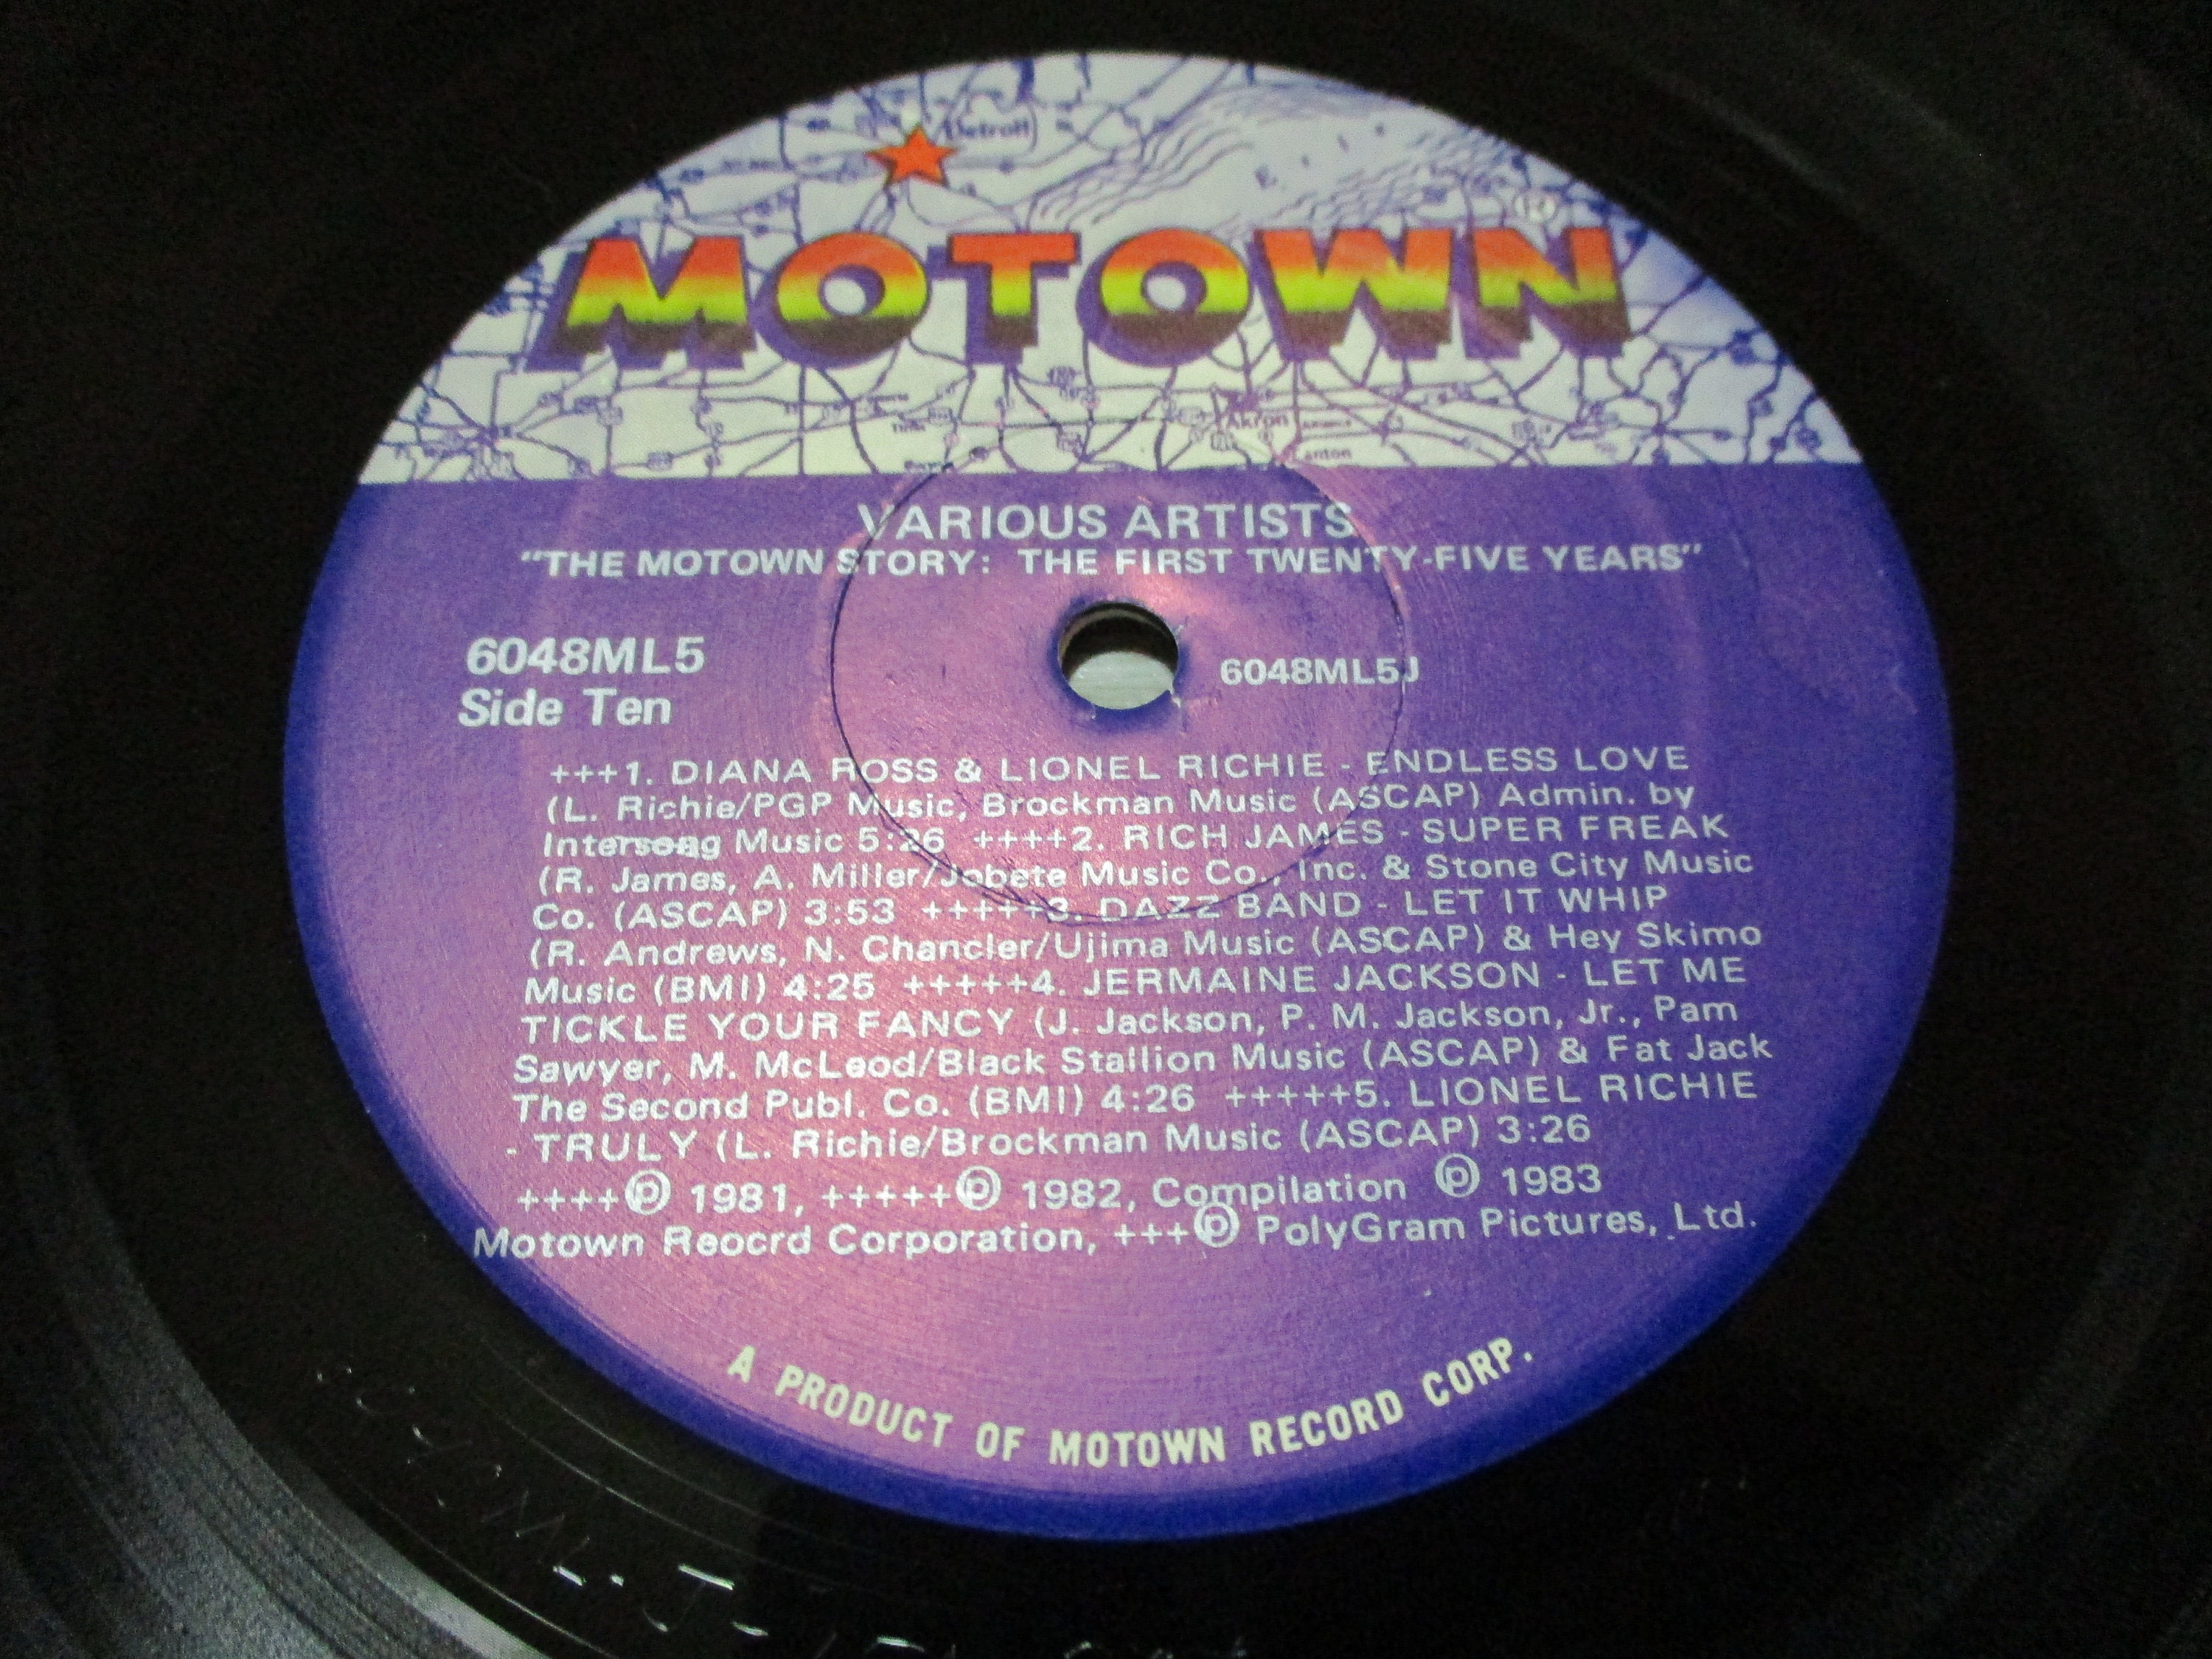 Detroit
E r i e
MOTOWN
Akron
VARIOUS ARTISTS
"THE MOTOWN STORY: THE FIRST TWENTY-FIVE YEARS"
6048ML5
6048ML5J
Side Ten
+++1. DIANA ROSS & LIONEL RICHIE - ENDLESS LOVE
(L. Richie/PGP Music, Brockman Music (ASCAP) Admin. by
Intersong Music 5:26 ++++2. RICH JAMES - SUPER FREAK
(R. James, A. Miller/Jobete Music Co., Inc. & Stone City Music
Co. (ASCAP) 3:53 +++++3. DAZZ BAND - LET IT WHIP
(R. Andrews, N. Chancler/Ujima Music (ASCAP) & Hey Skimo
Music (BMI) 4:25 +++++4. JERMAINE JACKSON - LET ME
TICKLE YOUR FANCY (J. Jackson, P. M. Jackson, Jr., Pam
Sawyer, M. McLeod/Black Stallion Music (ASCAP) & Fat Jack
The Second Publ. Co. (BMI) 4:26 +++++5. LIONEL RICHIE
- TRULY (L. Richie/Brockman Music (ASCAP) 3:26
++++℗ 1981, +++++℗ 1982, Compilation ℗ 1983
Motown Reocrd Corporation, +++℗ PolyGram Pictures, Ltd.
A PRODUCT OF MOTOWN RECORD CORP.